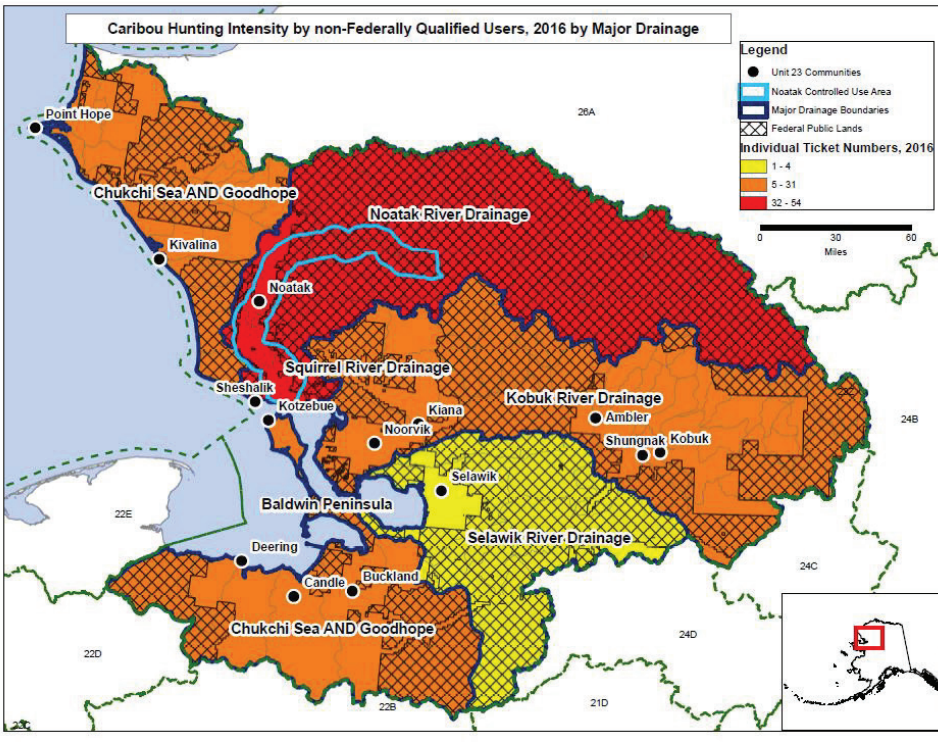 Caribou Hunting Intensity by non-Federally Qualified Users, 2016 by Major Drainage
Legend
Unit 23 Communities
Noatak Controlled Use Area
Major Drainage Boundaries
Federal Public Lands
Individual Ticket Numbers, 2016
1 - 4
5 - 31
32 - 54
0 30 60
Miles
26A
Point Hope
Chukchi Sea AND Goodhope
Noatak River Drainage
Kivalina
Noatak
Squirrel River Drainage
Sheshalik
Kotzebue
Kiana
Noorvik
Kobuk River Drainage
Ambler
Shungnak
Kobuk
24B
Selawik
Baldwin Peninsula
22E
Selawik River Drainage
Deering
Candle
Buckland
24C
Chukchi Sea AND Goodhope
24D
22D
22B
21D
22C